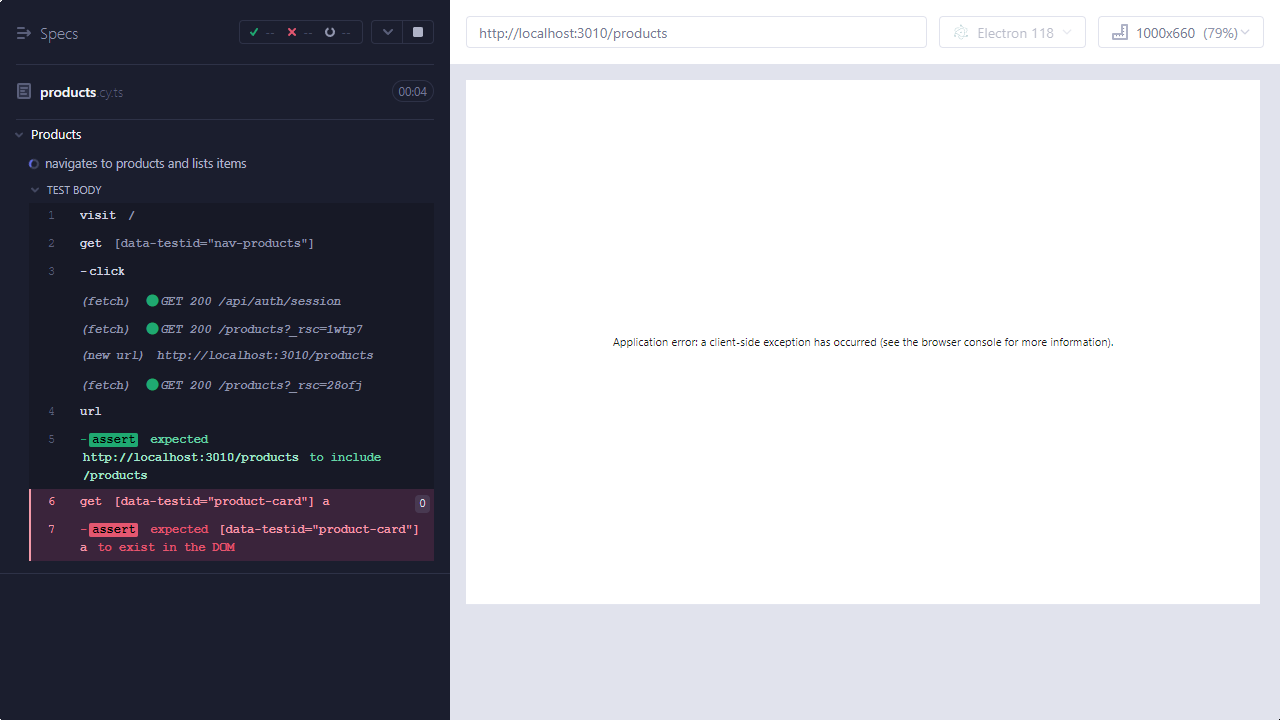 Specs
-- -- --
products.cy.ts 00:04
Products
navigates to products and lists items
TEST BODY
1 visit /
2 get [data-testid="nav-products"]
3 -click
(fetch) GET 200 /api/auth/session
(fetch) GET 200 /products?_rsc=1wtp7
(new url) http://localhost:3010/products
(fetch) GET 200 /products?_rsc=28ofj
4 url
5 -assert expected
http://localhost:3010/products to include
/products
6 get [data-testid="product-card"] a 0
7 -assert expected [data-testid="product-card"]
a to exist in the DOM
http://localhost:3010/products
Electron 118
1000x660 (79%)
Application error: a client-side exception has occurred (see the browser console for more information).